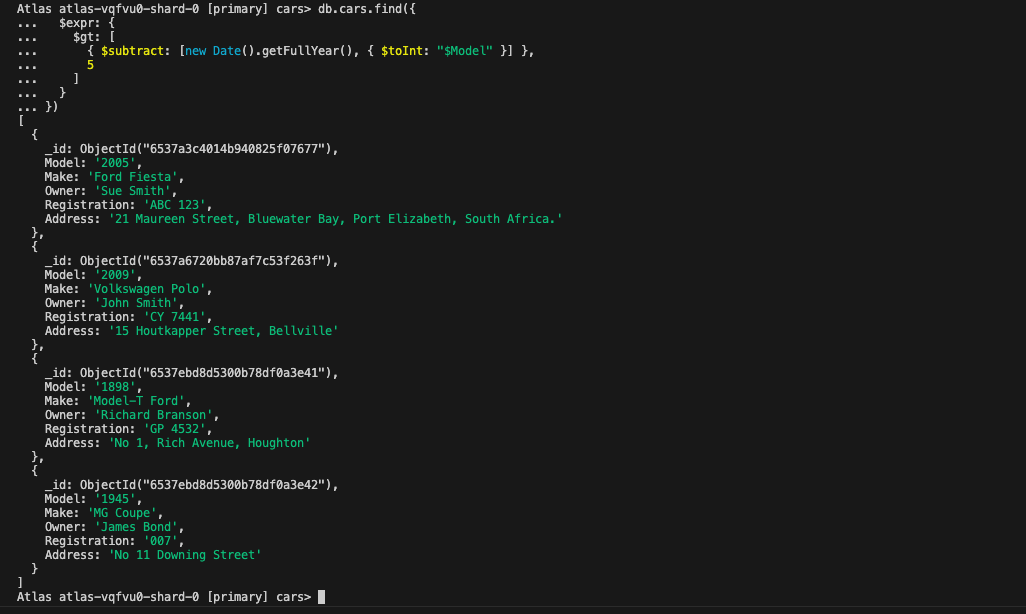 Atlas atlas-vqfvu0-shard-0 [primary] cars> db.cars.find({
...   $expr: {
...     $gt: [
...       { $subtract: [new Date().getFullYear(), { $toInt: "$Model" }] },
...       5
...     ]
...   }
... })
[
  {
    _id: ObjectId("6537a3c4014b940825f07677"),
    Model: '2005',
    Make: 'Ford Fiesta',
    Owner: 'Sue Smith',
    Registration: 'ABC 123',
    Address: '21 Maureen Street, Bluewater Bay, Port Elizabeth, South Africa.'
  },
  {
    _id: ObjectId("6537a6720bb87af7c53f263f"),
    Model: '2009',
    Make: 'Volkswagen Polo',
    Owner: 'John Smith',
    Registration: 'CY 7441',
    Address: '15 Houtkapper Street, Bellville'
  },
  {
    _id: ObjectId("6537ebd8d5300b78df0a3e41"),
    Model: '1898',
    Make: 'Model-T Ford',
    Owner: 'Richard Branson',
    Registration: 'GP 4532',
    Address: 'No 1, Rich Avenue, Houghton'
  },
  {
    _id: ObjectId("6537ebd8d5300b78df0a3e42"),
    Model: '1945',
    Make: 'MG Coupe',
    Owner: 'James Bond',
    Registration: '007',
    Address: 'No 11 Downing Street'
  }
]
Atlas atlas-vqfvu0-shard-0 [primary] cars>